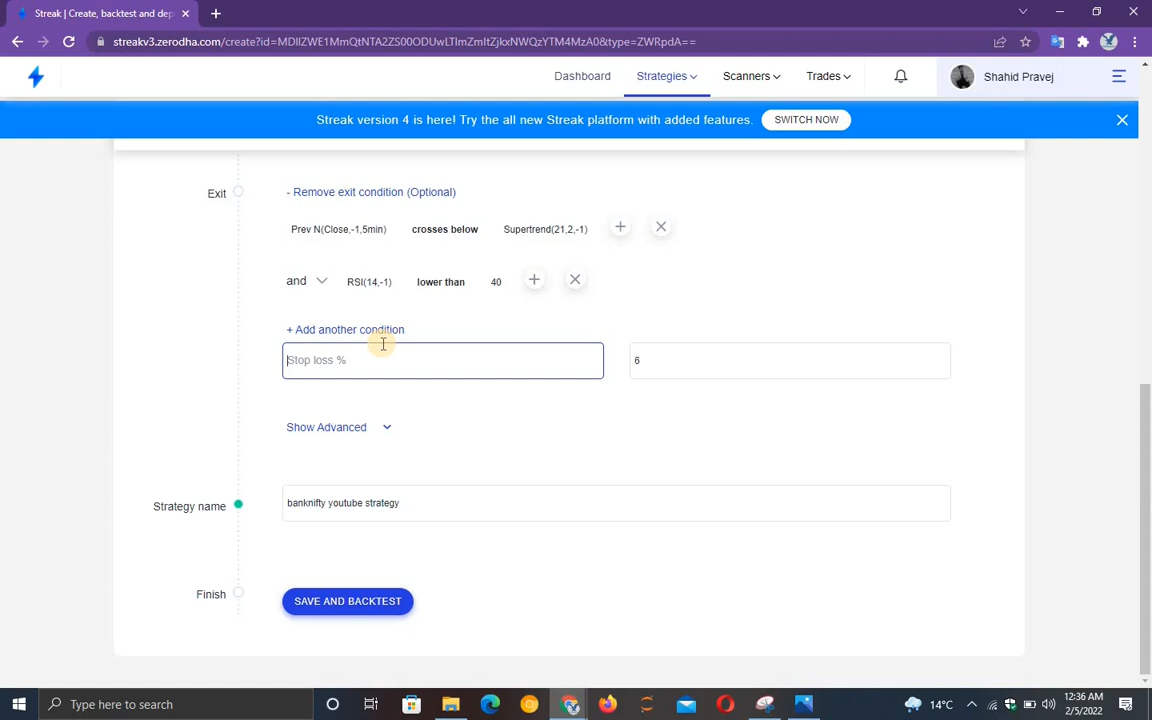 Streak | Create, backtest and dep
streakv3.zerodha.com/create?id=MDllZWE1MmQtNTA2ZS00ODUwLTlmZmItZjkxNWQzYTM4MzA0&type=ZWRpdA==
Dashboard
Strategies
Scanners
Trades
Shahid Pravej
Streak version 4 is here! Try the all new Streak platform with added features.
SWITCH NOW
Exit
- Remove exit condition (Optional)
Prev N(Close,-1,5min) crosses below Supertrend(21,2,-1)
and RSI(14,-1) lower than 40
+ Add another condition
Stop loss %
6
Show Advanced
Strategy name
banknifty youtube strategy
Finish
SAVE AND BACKTEST
Type here to search
14°C
12:36 AM
2/5/2022